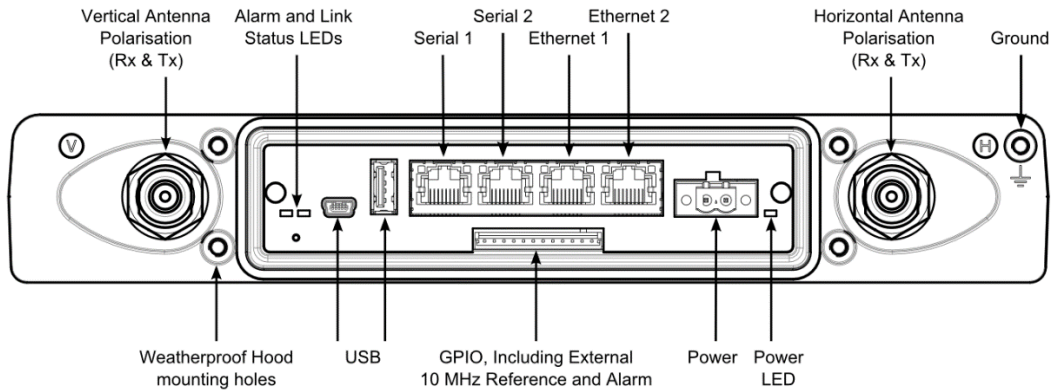 Vertical Antenna
Polarisation
(Rx & Tx)
Alarm and Link
Status LEDs
Serial 1
Serial 2
Ethernet 1
Ethernet 2
Horizontal Antenna
Polarisation
(Rx & Tx)
Ground
V
H
Weatherproof Hood
mounting holes
USB
GPIO, Including External
10 MHz Reference and Alarm
Power
Power
LED